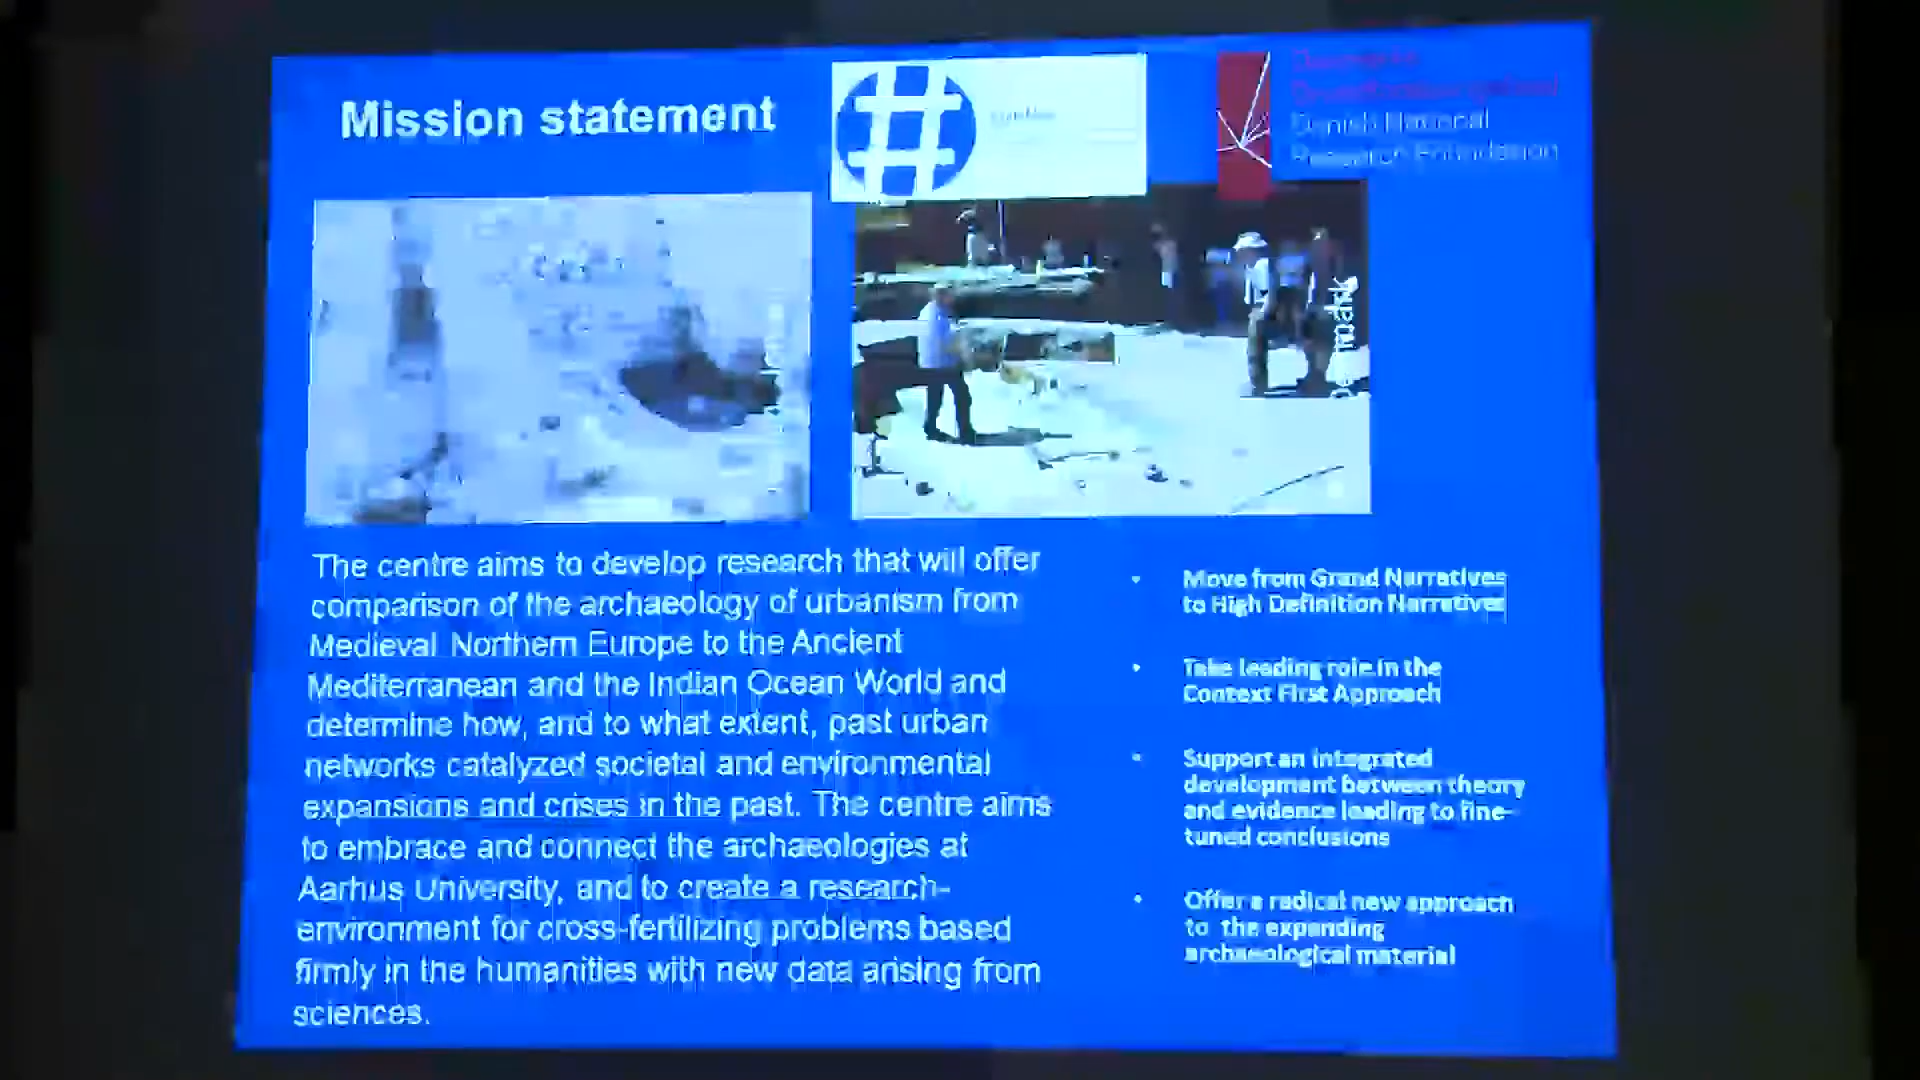 Mission statement
Danish National
Research Foundation
Denmark
The centre aims to develop research that will offer
comparison of the archaeology of urbanism from
Medieval Northern Europe to the Ancient
Mediterranean and the Indian Ocean World and
determine how, and to what extent, past urban
networks catalyzed societal and environmental
expansions and crises in the past. The centre aims
to embrace and connect the archaeologies at
Aarhus University, and to create a research-
environment for cross-fertilizing problems based
firmly in the humanities with new data arising from
sciences.
• Move from Grand Narratives
to High Definition Narratives
• Take leading role in the
Context First Approach
• Support an integrated
development between theory
and evidence leading to fine-
tuned conclusions
• Offer a radical new approach
to the expanding
archaeological material